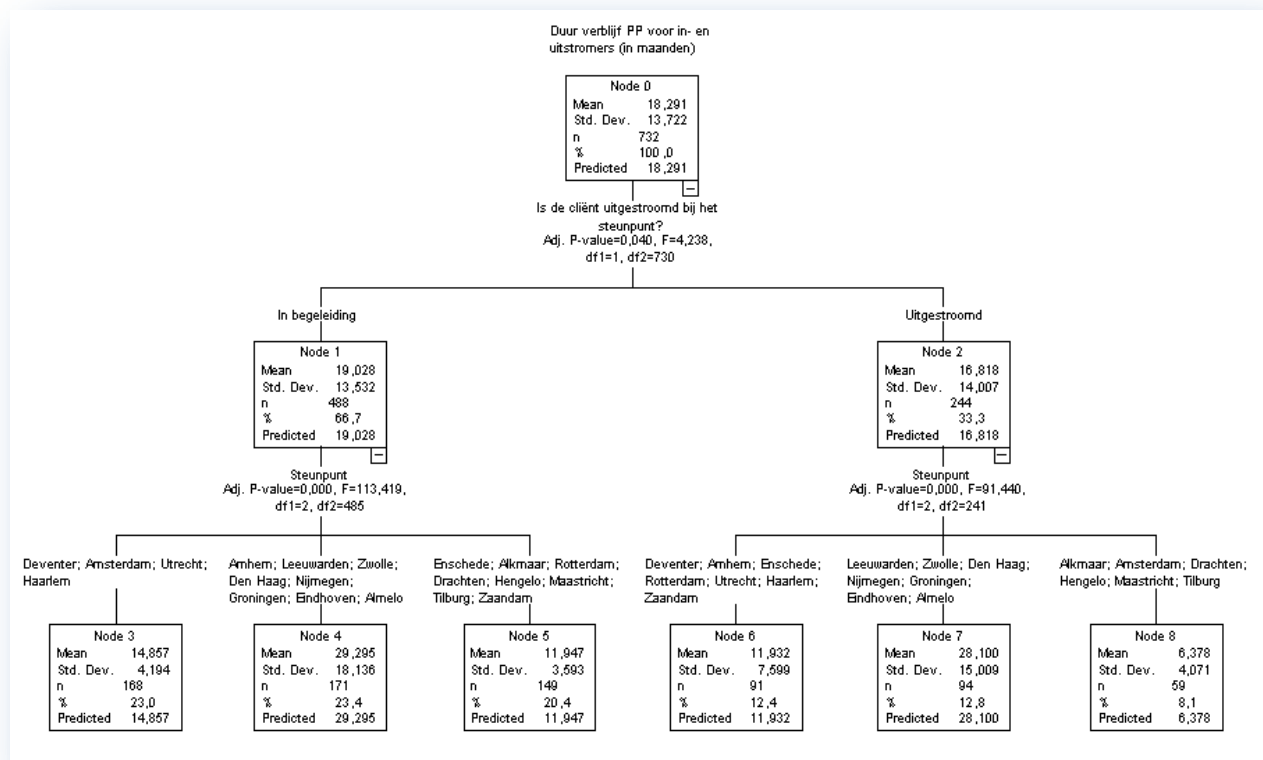 Duur verblijf PP voor in- en
uitstromers (in maanden)
Node 0
Mean 18,291
Std. Dev. 13,722
n 732
% 100,0
Predicted 18,291
Is de cliënt uitgestroomd bij het
steunpunt?
Adj. P-value=0,040, F=4,238,
df1=1, df2=730
In begeleiding
Uitgestroomd
Node 1
Mean 19,028
Std. Dev. 13,532
n 488
% 66,7
Predicted 19,028
Node 2
Mean 16,818
Std. Dev. 14,007
n 244
% 33,3
Predicted 16,818
Steunpunt
Adj. P-value=0,000, F=113,419,
df1=2, df2=485
Steunpunt
Adj. P-value=0,000, F=91,440,
df1=2, df2=241
Deventer; Amsterdam; Utrecht;
Haarlem
Arnhem; Leeuwarden; Zwolle;
Den Haag; Nijmegen;
Groningen; Eindhoven; Almelo
Enschede; Alkmaar; Rotterdam;
Drachten; Hengelo; Maastricht;
Tilburg; Zaandam
Deventer; Arnhem; Enschede;
Rotterdam; Utrecht; Haarlem;
Zaandam
Leeuwarden; Zwolle; Den Haag;
Nijmegen; Groningen;
Eindhoven; Almelo
Alkmaar; Amsterdam; Drachten;
Hengelo; Maastricht; Tilburg
Node 3
Mean 14,857
Std. Dev. 4,194
n 168
% 23,0
Predicted 14,857
Node 4
Mean 29,295
Std. Dev. 18,136
n 171
% 23,4
Predicted 29,295
Node 5
Mean 11,947
Std. Dev. 3,593
n 149
% 20,4
Predicted 11,947
Node 6
Mean 11,932
Std. Dev. 7,599
n 91
% 12,4
Predicted 11,932
Node 7
Mean 28,100
Std. Dev. 15,009
n 94
% 12,8
Predicted 28,100
Node 8
Mean 6,378
Std. Dev. 4,071
n 59
% 8,1
Predicted 6,378